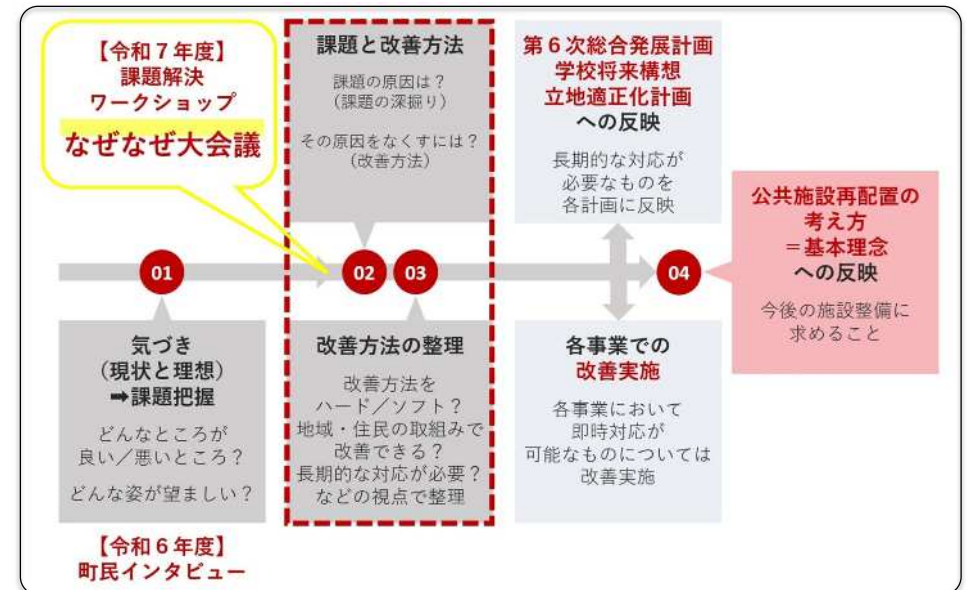 【令和７年度】
課題解決
ワークショップ
なぜなぜ大会議
課題と改善方法
課題の原因は？
（課題の深掘り）
その原因をなくすには？
（改善方法）
第６次総合発展計画
学校将来構想
立地適正化計画
への反映
長期的な対応が
必要なものを
各計画に反映
公共施設再配置の
考え方
＝基本理念
への反映
今後の施設整備に
求めること
01
02
03
04
気づき
（現状と理想）
➡課題把握
どんなところが
良い／悪いところ？
どんな姿が望ましい？
【令和６年度】
町民インタビュー
改善方法の整理
改善方法を
ハード／ソフト？
地域・住民の取組みで
改善できる？
長期的な対応が必要？
などの視点で整理
各事業での
改善実施
各事業において
即時対応が
可能なものについては
改善実施